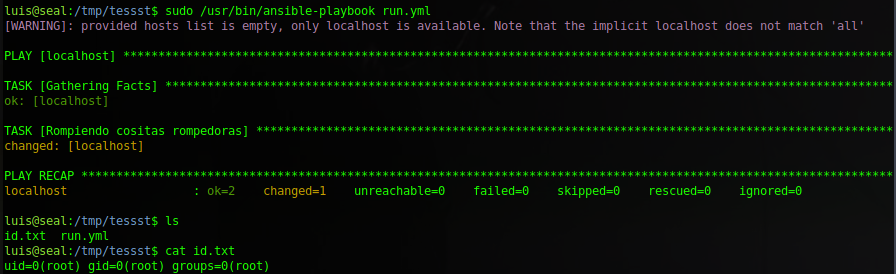 luis@seal:/tmp/tessst$ sudo /usr/bin/ansible-playbook run.yml
[WARNING]: provided hosts list is empty, only localhost is available. Note that the implicit localhost does not match 'all'
PLAY [localhost] **************************************************************************************************************
TASK [Gathering Facts] ********************************************************************************************************
ok: [localhost]
TASK [Rompiendo cositas rompedoras] *******************************************************************************************
changed: [localhost]
PLAY RECAP ********************************************************************************************************************
localhost : ok=2 changed=1 unreachable=0 failed=0 skipped=0 rescued=0 ignored=0
luis@seal:/tmp/tessst$ ls
id.txt run.yml
luis@seal:/tmp/tessst$ cat id.txt
uid=0(root) gid=0(root) groups=0(root)